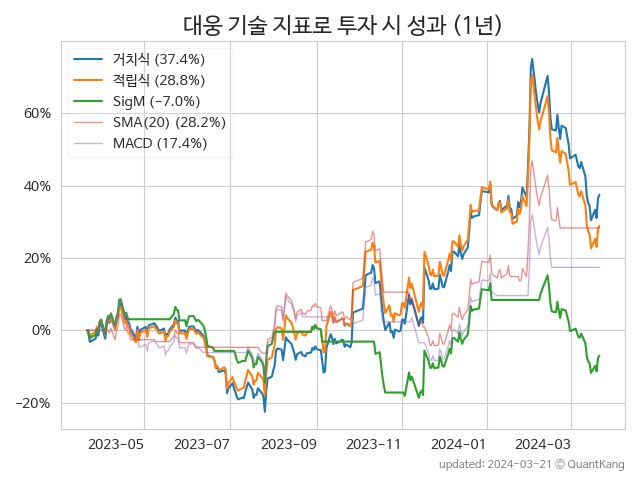 대웅 기술 지표로 투자 시 성과 (1년)
거치식 (37.4%)
적립식 (28.8%)
SigM (−7.0%)
SMA(20) (28.2%)
MACD (17.4%)
60%
40%
20%
0%
−20%
2023−05 2023−07 2023−09 2023−11 2024−01 2024−03
updated: 2024−03−21 © QuantKang